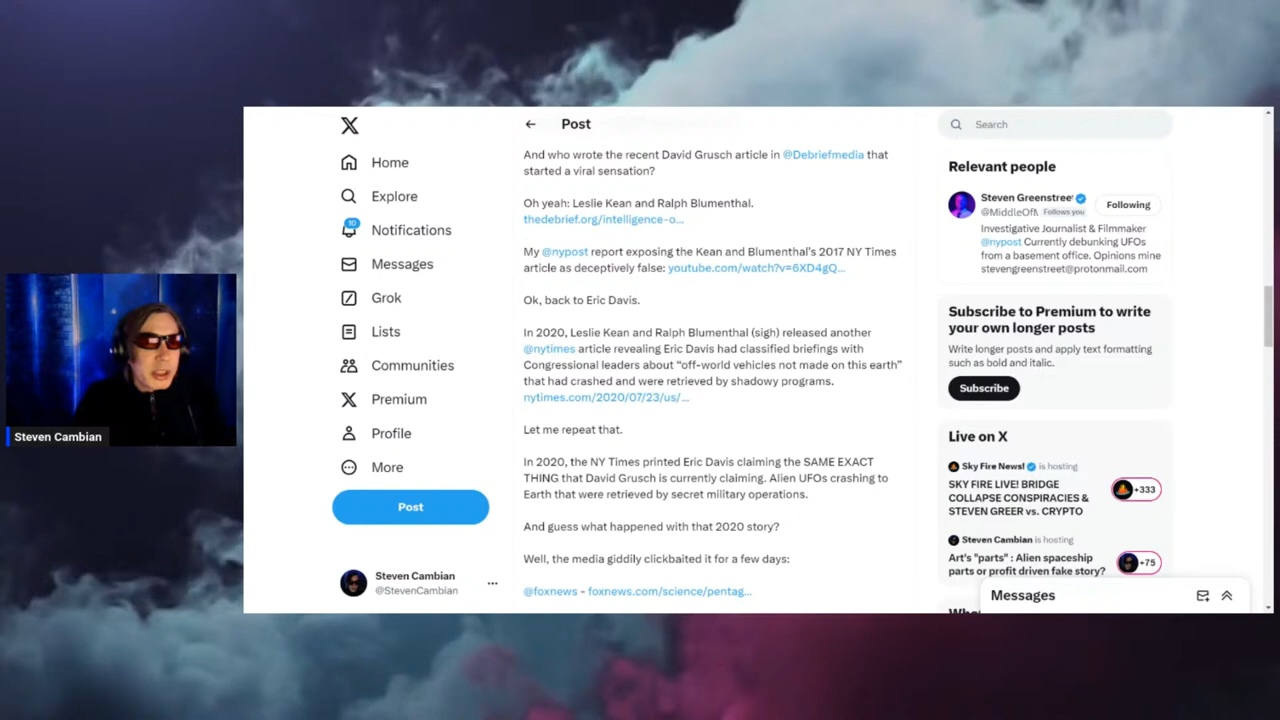 Post
Search
Home
Explore
10
Notifications
Messages
Grok
Lists
Communities
Premium
Profile
More
Post
Steven Cambian
@StevenCambian
And who wrote the recent David Grusch article in @Debriefmedia that
started a viral sensation?
Oh yeah: Leslie Kean and Ralph Blumenthal.
thedebrief.org/intelligence-o...
My @nypost report exposing the Kean and Blumenthal's 2017 NY Times
article as deceptively false: youtube.com/watch?v=6XD4gQ...
Ok, back to Eric Davis.
In 2020, Leslie Kean and Ralph Blumenthal (sigh) released another
@nytimes article revealing Eric Davis had classified briefings with
Congressional leaders about “off-world vehicles not made on this earth”
that had crashed and were retrieved by shadowy programs.
nytimes.com/2020/07/23/us/...
Let me repeat that.
In 2020, the NY Times printed Eric Davis claiming the SAME EXACT
THING that David Grusch is currently claiming. Alien UFOs crashing to
Earth that were retrieved by secret military operations.
And guess what happened with that 2020 story?
Well, the media giddily clickbaited it for a few days:
@foxnews - foxnews.com/science/pentag...
Relevant people
Steven Greenstree
@MiddleOfM Follows you
Following
Investigative Journalist & Filmmaker
@nypost Currently debunking UFOs
from a basement office. Opinions mine
stevengreenstreet@protonmail.com
Subscribe to Premium to write
your own longer posts
Write longer posts and apply text formatting
such as bold and italic.
Subscribe
Live on X
Sky Fire News! is hosting
SKY FIRE LIVE! BRIDGE
COLLAPSE CONSPIRACIES &
STEVEN GREER vs. CRYPTO
+333
Steven Cambian is hosting
Art's "parts" : Alien spaceship
parts or profit driven fake story?
+75
Messages
Steven Cambian